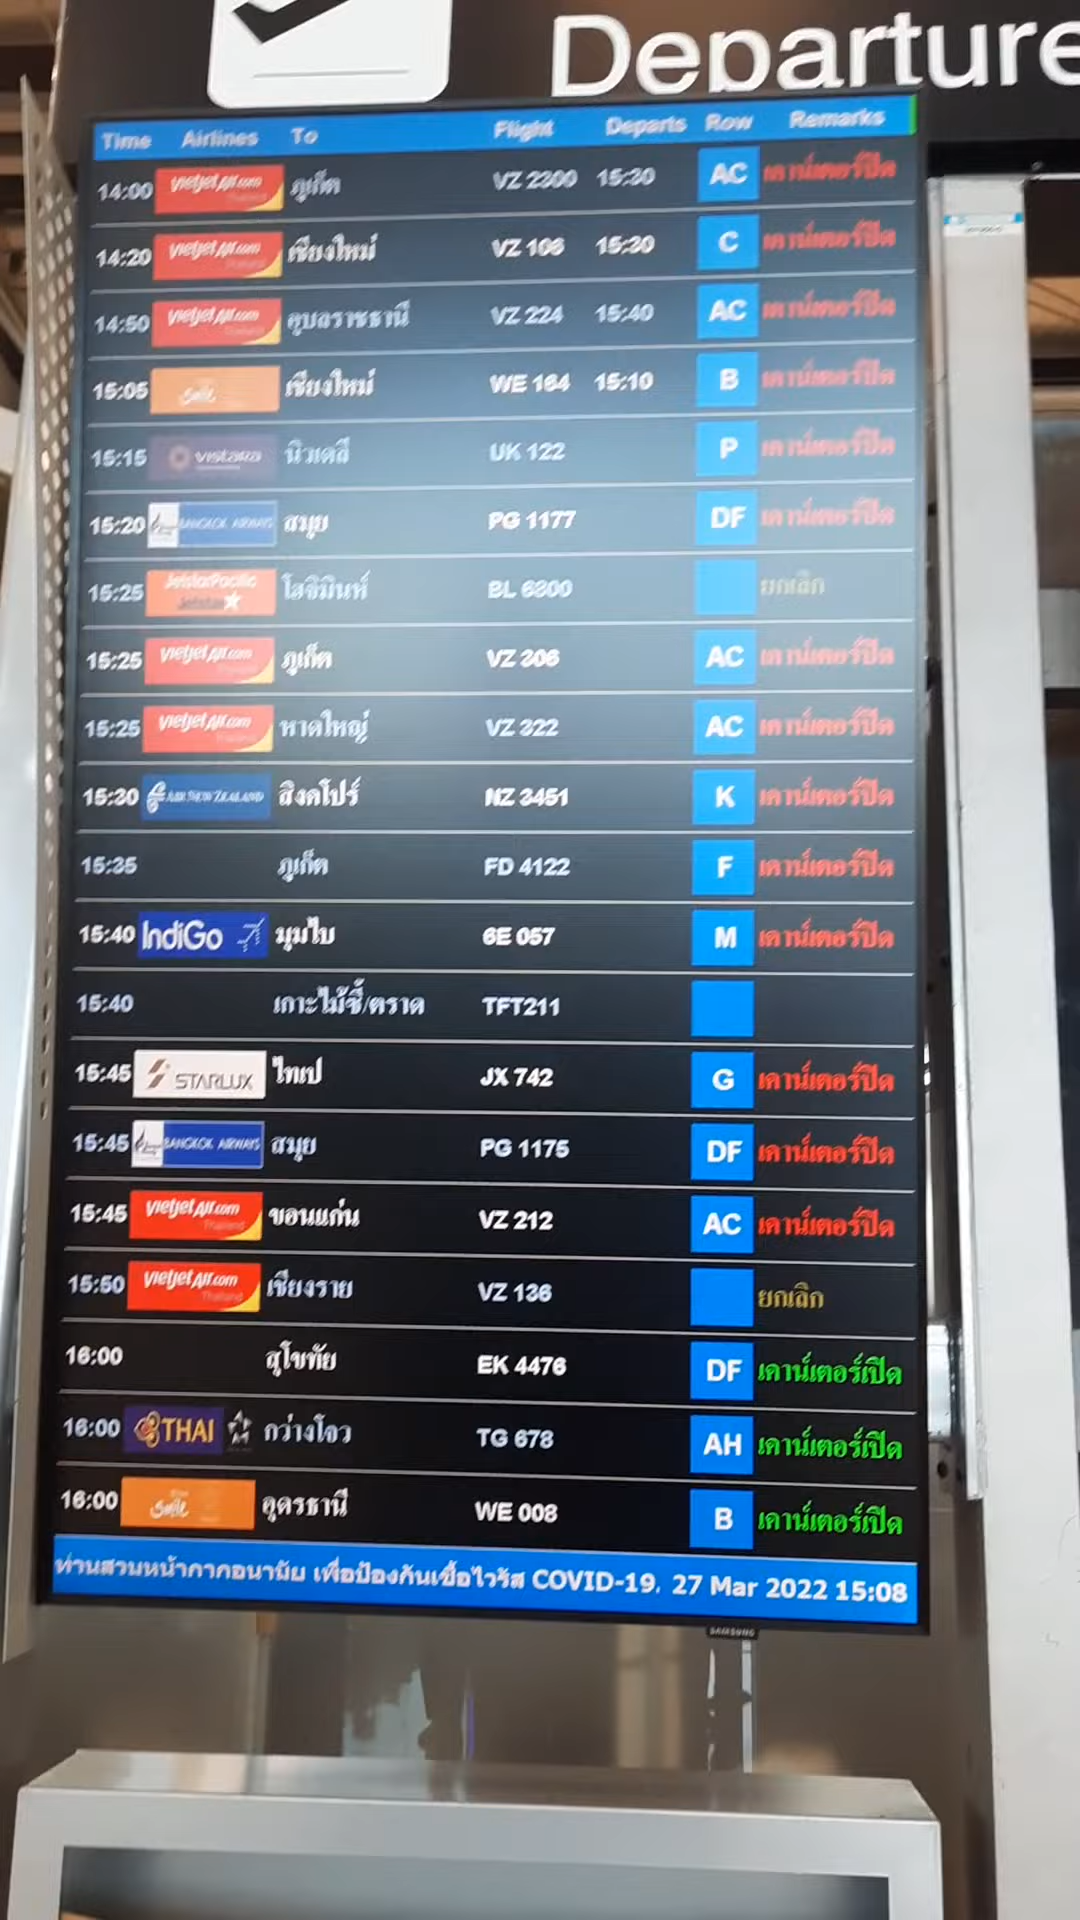 Departure
Time Airlines To Flight Departs Row Remarks
14:00 vietjetAir.com Thailand ภูเก็ต VZ 2300 15:30 AC เคาน์เตอร์ปิด
14:20 vietjetAir.com เชียงใหม่ VZ 106 15:30 C เคาน์เตอร์ปิด
14:50 vietjetAir.com อุบลราชธานี VZ 224 15:40 AC เคาน์เตอร์ปิด
15:05 Smile เชียงใหม่ WE 164 15:10 B เคาน์เตอร์ปิด
15:15 vistara นิวเดลี UK 122 P เคาน์เตอร์ปิด
15:20 BANGKOK AIRWAYS สมุย PG 1177 DF เคาน์เตอร์ปิด
15:25 JetstarPacific Jetstar โฮจิมินห์ BL 6800 ยกเลิก
15:25 vietjetAir.com ภูเก็ต VZ 306 AC เคาน์เตอร์ปิด
15:25 vietjetAir.com หาดใหญ่ VZ 322 AC เคาน์เตอร์ปิด
15:30 AIR NEW ZEALAND สิงคโปร์ NZ 3451 K เคาน์เตอร์ปิด
15:35 ภูเก็ต FD 4122 F เคาน์เตอร์ปิด
15:40 IndiGo มุมไบ 6E 057 M เคาน์เตอร์ปิด
15:40 เกาะไม้ซี้/ตราด TFT211
15:45 STARLUX ไทเป JX 742 G เคาน์เตอร์ปิด
15:45 BANGKOK AIRWAYS สมุย PG 1175 DF เคาน์เตอร์ปิด
15:45 vietjetAir.com Thailand ขอนแก่น VZ 212 AC เคาน์เตอร์ปิด
15:50 vietjetAir.com Thailand เชียงราย VZ 136 ยกเลิก
16:00 สุโขทัย EK 4476 DF เคาน์เตอร์เปิด
16:00 THAI กว่างโจว TG 678 AH เคาน์เตอร์เปิด
16:00 Smile อุดรธานี WE 008 B เคาน์เตอร์เปิด
ท่านสวมหน้ากากอนามัย เพื่อป้องกันเชื้อไวรัส COVID-19. 27 Mar 2022 15:08
SAMSUNG